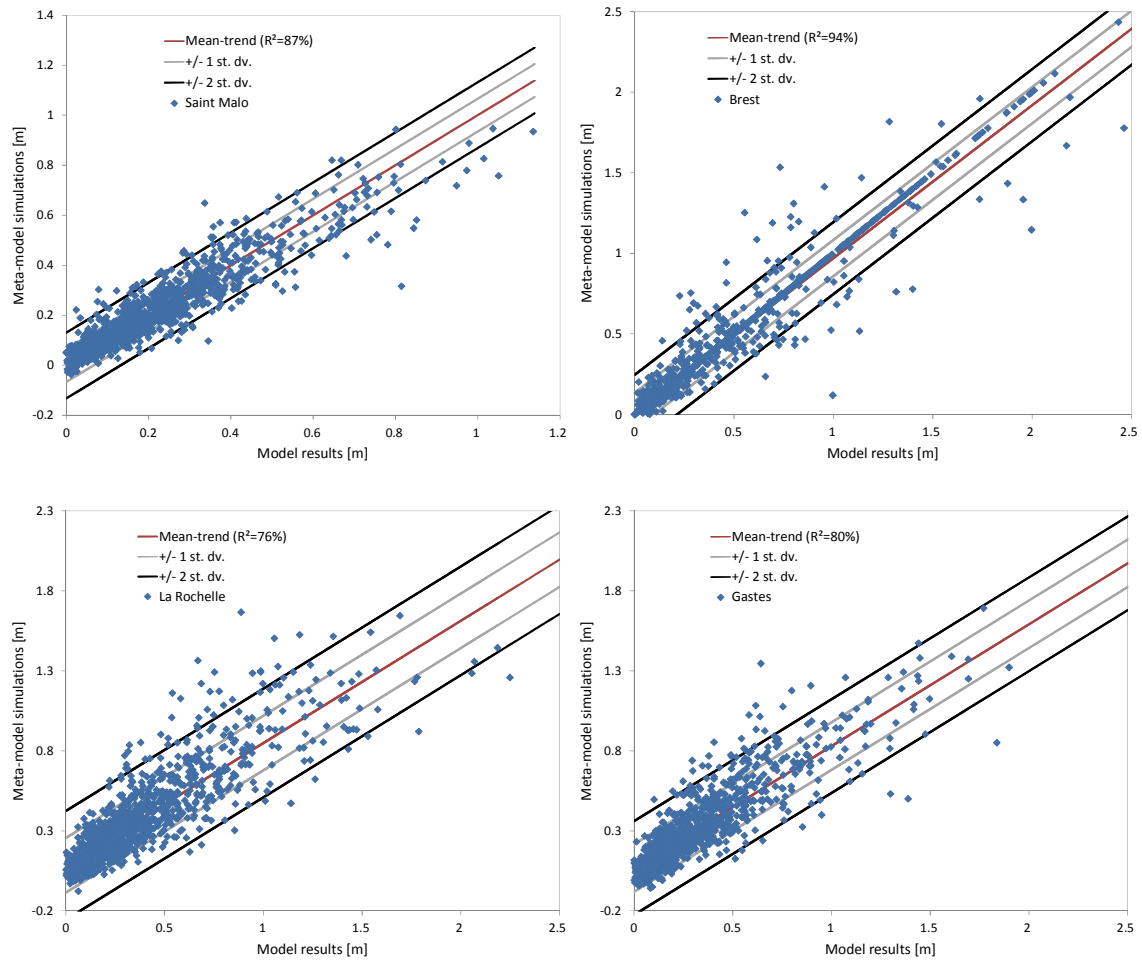 1.4
1.2
1
0.8
0.6
0.4
0.2
0
-0.2
Meta-model simulations [m]
Mean-trend (R²=87%)
+/- 1 st. dv.
+/- 2 st. dv.
Saint Malo
0 0.2 0.4 0.6 0.8 1 1.2
Model results [m]
2.5
2
1.5
1
0.5
0
Meta-model simulations [m]
Mean-trend (R²=94%)
+/- 1 st. dv.
+/- 2 st. dv.
Brest
0 0.5 1 1.5 2 2.5
Model results [m]
2.3
1.8
1.3
0.8
0.3
-0.2
Meta-model simulations [m]
Mean-trend (R²=76%)
+/- 1 st. dv.
+/- 2 st. dv.
La Rochelle
0 0.5 1 1.5 2 2.5
Model results [m]
2.3
1.8
1.3
0.8
0.3
-0.2
Meta-model simulations [m]
Mean-trend (R²=80%)
+/- 1 st. dv.
+/- 2 st. dv.
Gastes
0 0.5 1 1.5 2 2.5
Model results [m]